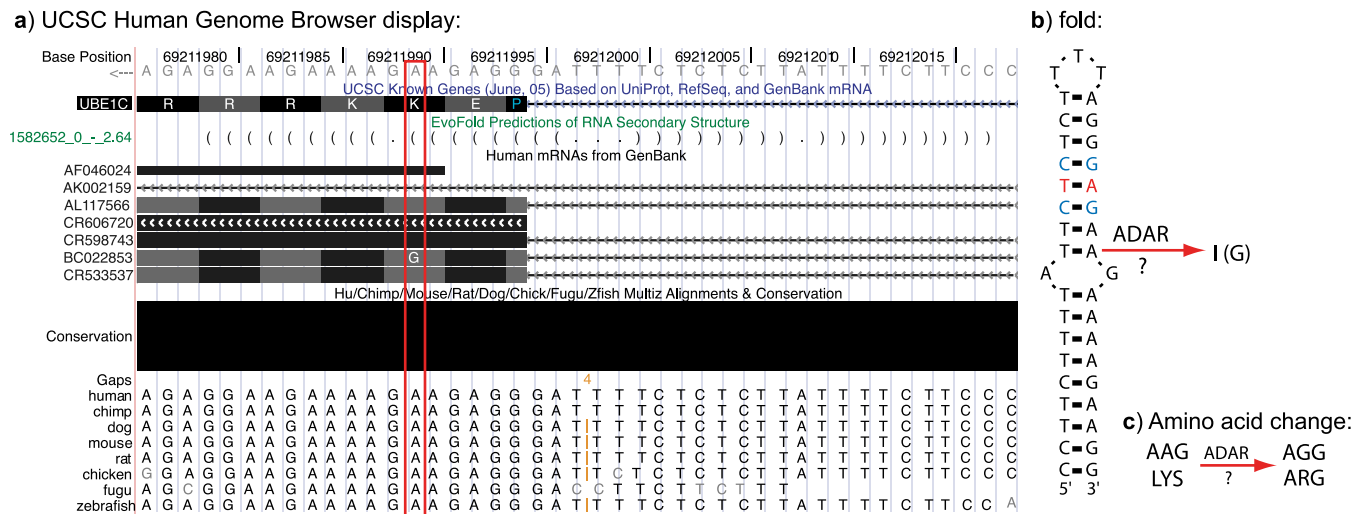 a) UCSC Human Genome Browser display:
Base Position 69211980 69211985 69211990 69211995 69212000 69212005 69212010 69212015
<--- A G A G G A A G A A A A G A A G A G G G A T T T T C T C T C T T A T T T T C T T C C C
UCSC Known Genes (June, 05) Based on UniProt, RefSeq, and GenBank mRNA
UBE1C R R R K K E P
EvoFold Predictions of RNA Secondary Structure
1582652_0_-_2.64 ( ( ( ( ( ( ( ( ( . ( ( ( ( ( ( ( ( . . . ) ) ) ) ) ) ) ) . ) ) ) ) ) ) ) ) )
Human mRNAs from GenBank
AF046024
AK002159
AL117566
CR606720
CR598743
BC022853 G
CR533537
Hu/Chimp/Mouse/Rat/Dog/Chick/Fugu/Zfish Multiz Alignments & Conservation
Conservation
Gaps 4
human A G A G G A A G A A A A G A A G A G G G A T T T T C T C T C T T A T T T T C T T C C C
chimp A G A G G A A G A A A A G A A G A G G G A T T T T C T C T C T T A T T T T C T T C C C
dog A G A G G A A G A A A A G A A G A G G G A T T T T C T C T C T T A T T T T C T T C C C
mouse A G A G G A A G A A A A G A A G A G G G A T T T T C T C T C T T A T T T T C T T C C C
rat A G A G G A A G A A A A G A A G A G G G A T T T T C T C T C T T A T T T T C T T C C C
chicken G G A G G A A G A A A A G A A G A G G G A T T C T C T C T C T T A T T T T C T T C C C
fugu A G C G G A A G A A A A G A A G A G G G A C C T T C T T C T T T
zebrafish A G A G G A A G A A A A G A A G A G G G A T T T T C T C T C T T A T T T T C T T C C A
b) fold:
T
T T
T A
C G
T G
C G
T A
C G
T A
T A
ADAR
?
I (G)
A G
T A
T A
T A
T A
C G
T A
T A
C G
C G
5' 3'
c) Amino acid change:
AAG ADAR AGG
LYS ? ARG